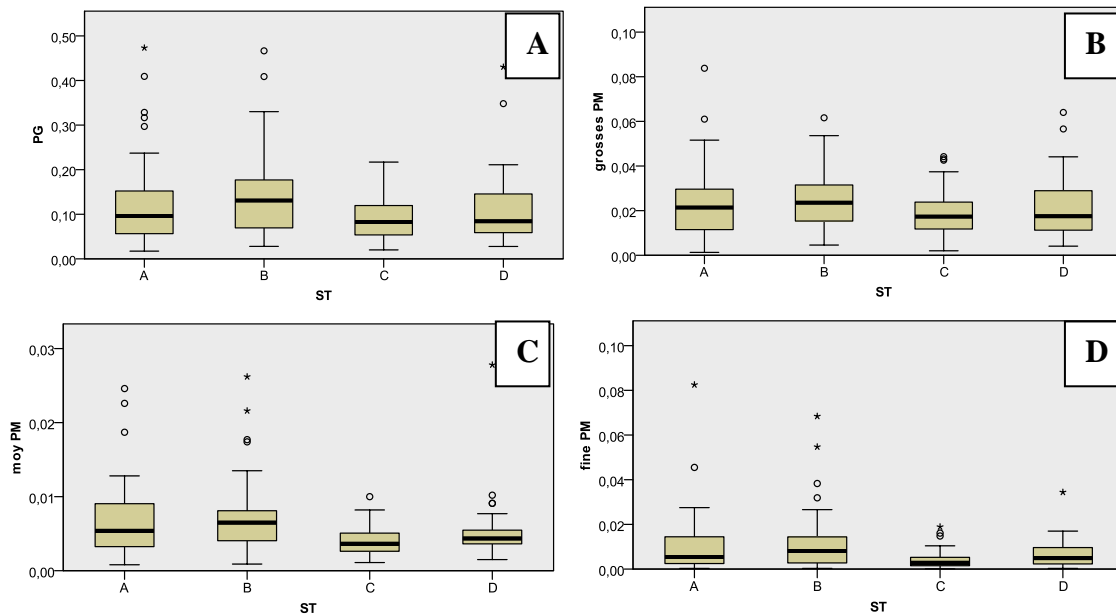 A
PG
0,50
0,40
0,30
0,20
0,10
0,00
A B C D
ST
B
grosses PM
0,10
0,08
0,06
0,04
0,02
0,00
A B C D
ST
C
moy PM
0,03
0,02
0,01
0,00
A B C D
ST
D
fine PM
0,10
0,08
0,06
0,04
0,02
0,00
A B C D
ST